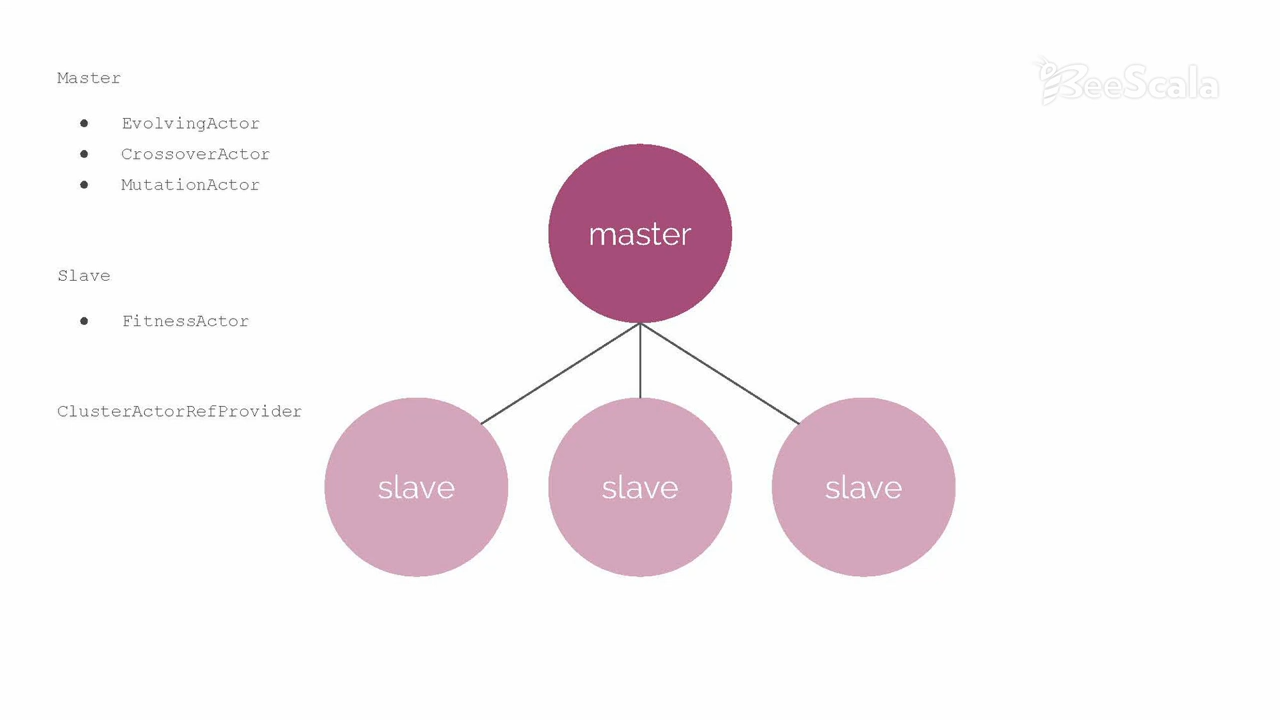 BeeScala
Master
● EvolvingActor
● CrossoverActor
● MutationActor
Slave
● FitnessActor
ClusterActorRefProvider
master
slave
slave
slave